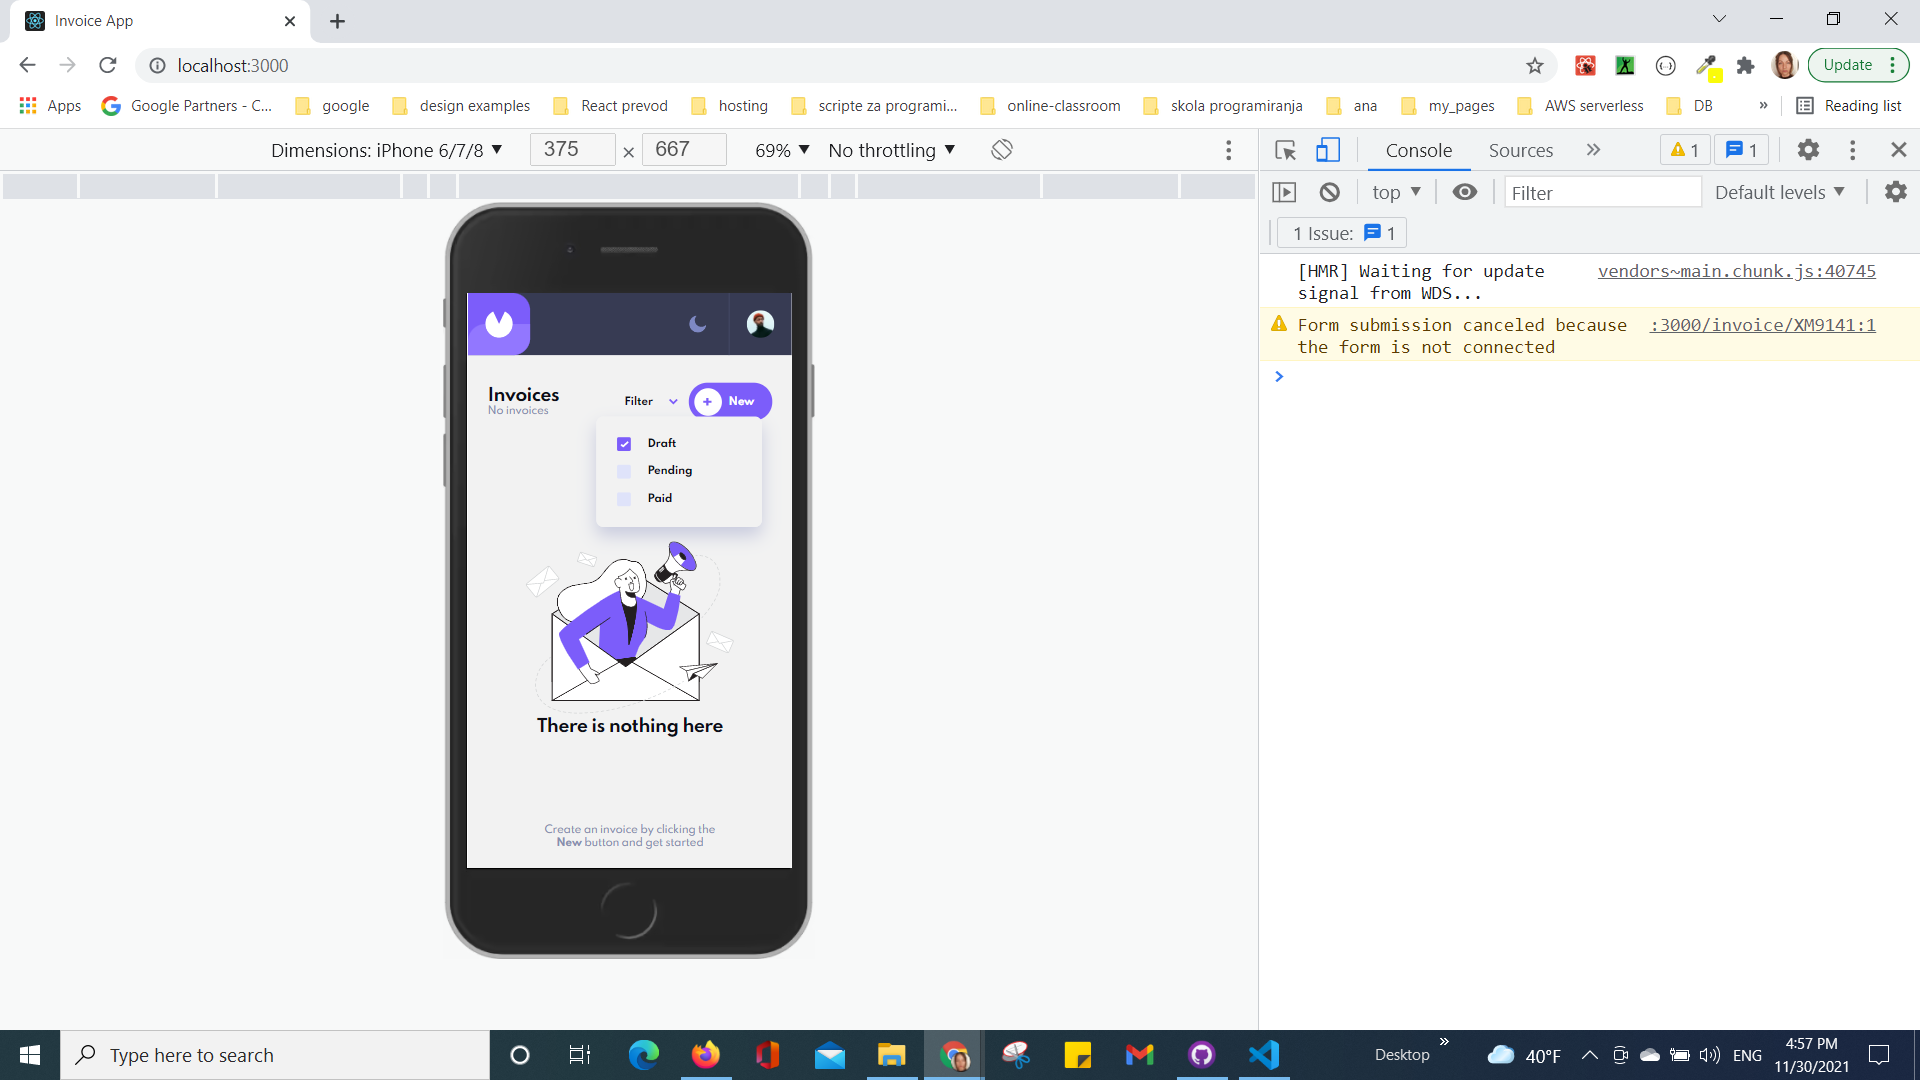 Invoice App
localhost:3000
Update
Apps
Google Partners - C...
google
design examples
React prevod
hosting
scripte za programi...
online-classroom
skola programiranja
ana
my_pages
AWS serverless
DB
»
Reading list
Dimensions: iPhone 6/7/8
375 × 667
69%
No throttling
Console
Sources
1
1
top
Filter
Default levels
1 Issue: 1
[HMR] Waiting for update vendors~main.chunk.js:40745
signal from WDS...
Form submission canceled because :3000/invoice/XM9141:1
the form is not connected
Invoices
No invoices
Filter
+ New
Draft
Pending
Paid
There is nothing here
Create an invoice by clicking the
New button and get started
Type here to search
Desktop
40°F
ENG
4:57 PM
11/30/2021